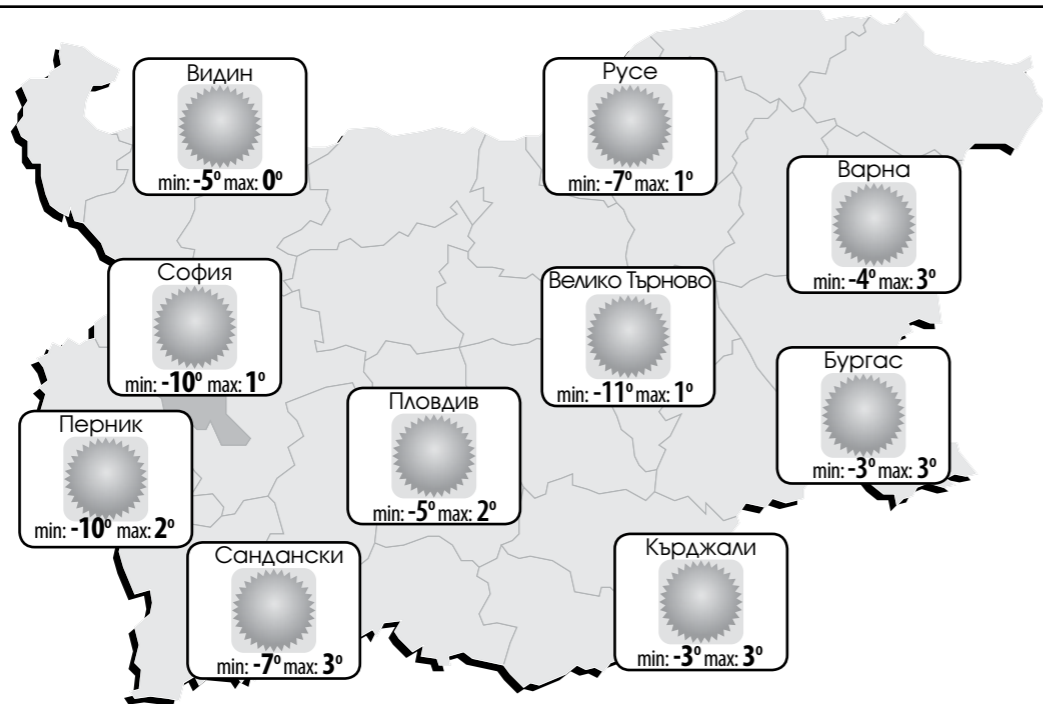 Видин
min: -5° max: 0°
Русе
min: -7° max: 1°
Варна
min: -4° max: 3°
София
min: -10° max: 1°
Велико Търново
min: -11° max: 1°
Бургас
min: -3° max: 3°
Пловдив
min: -5° max: 2°
Перник
min: -10° max: 2°
Сандански
min: -7° max: 3°
Кърджали
min: -3° max: 3°